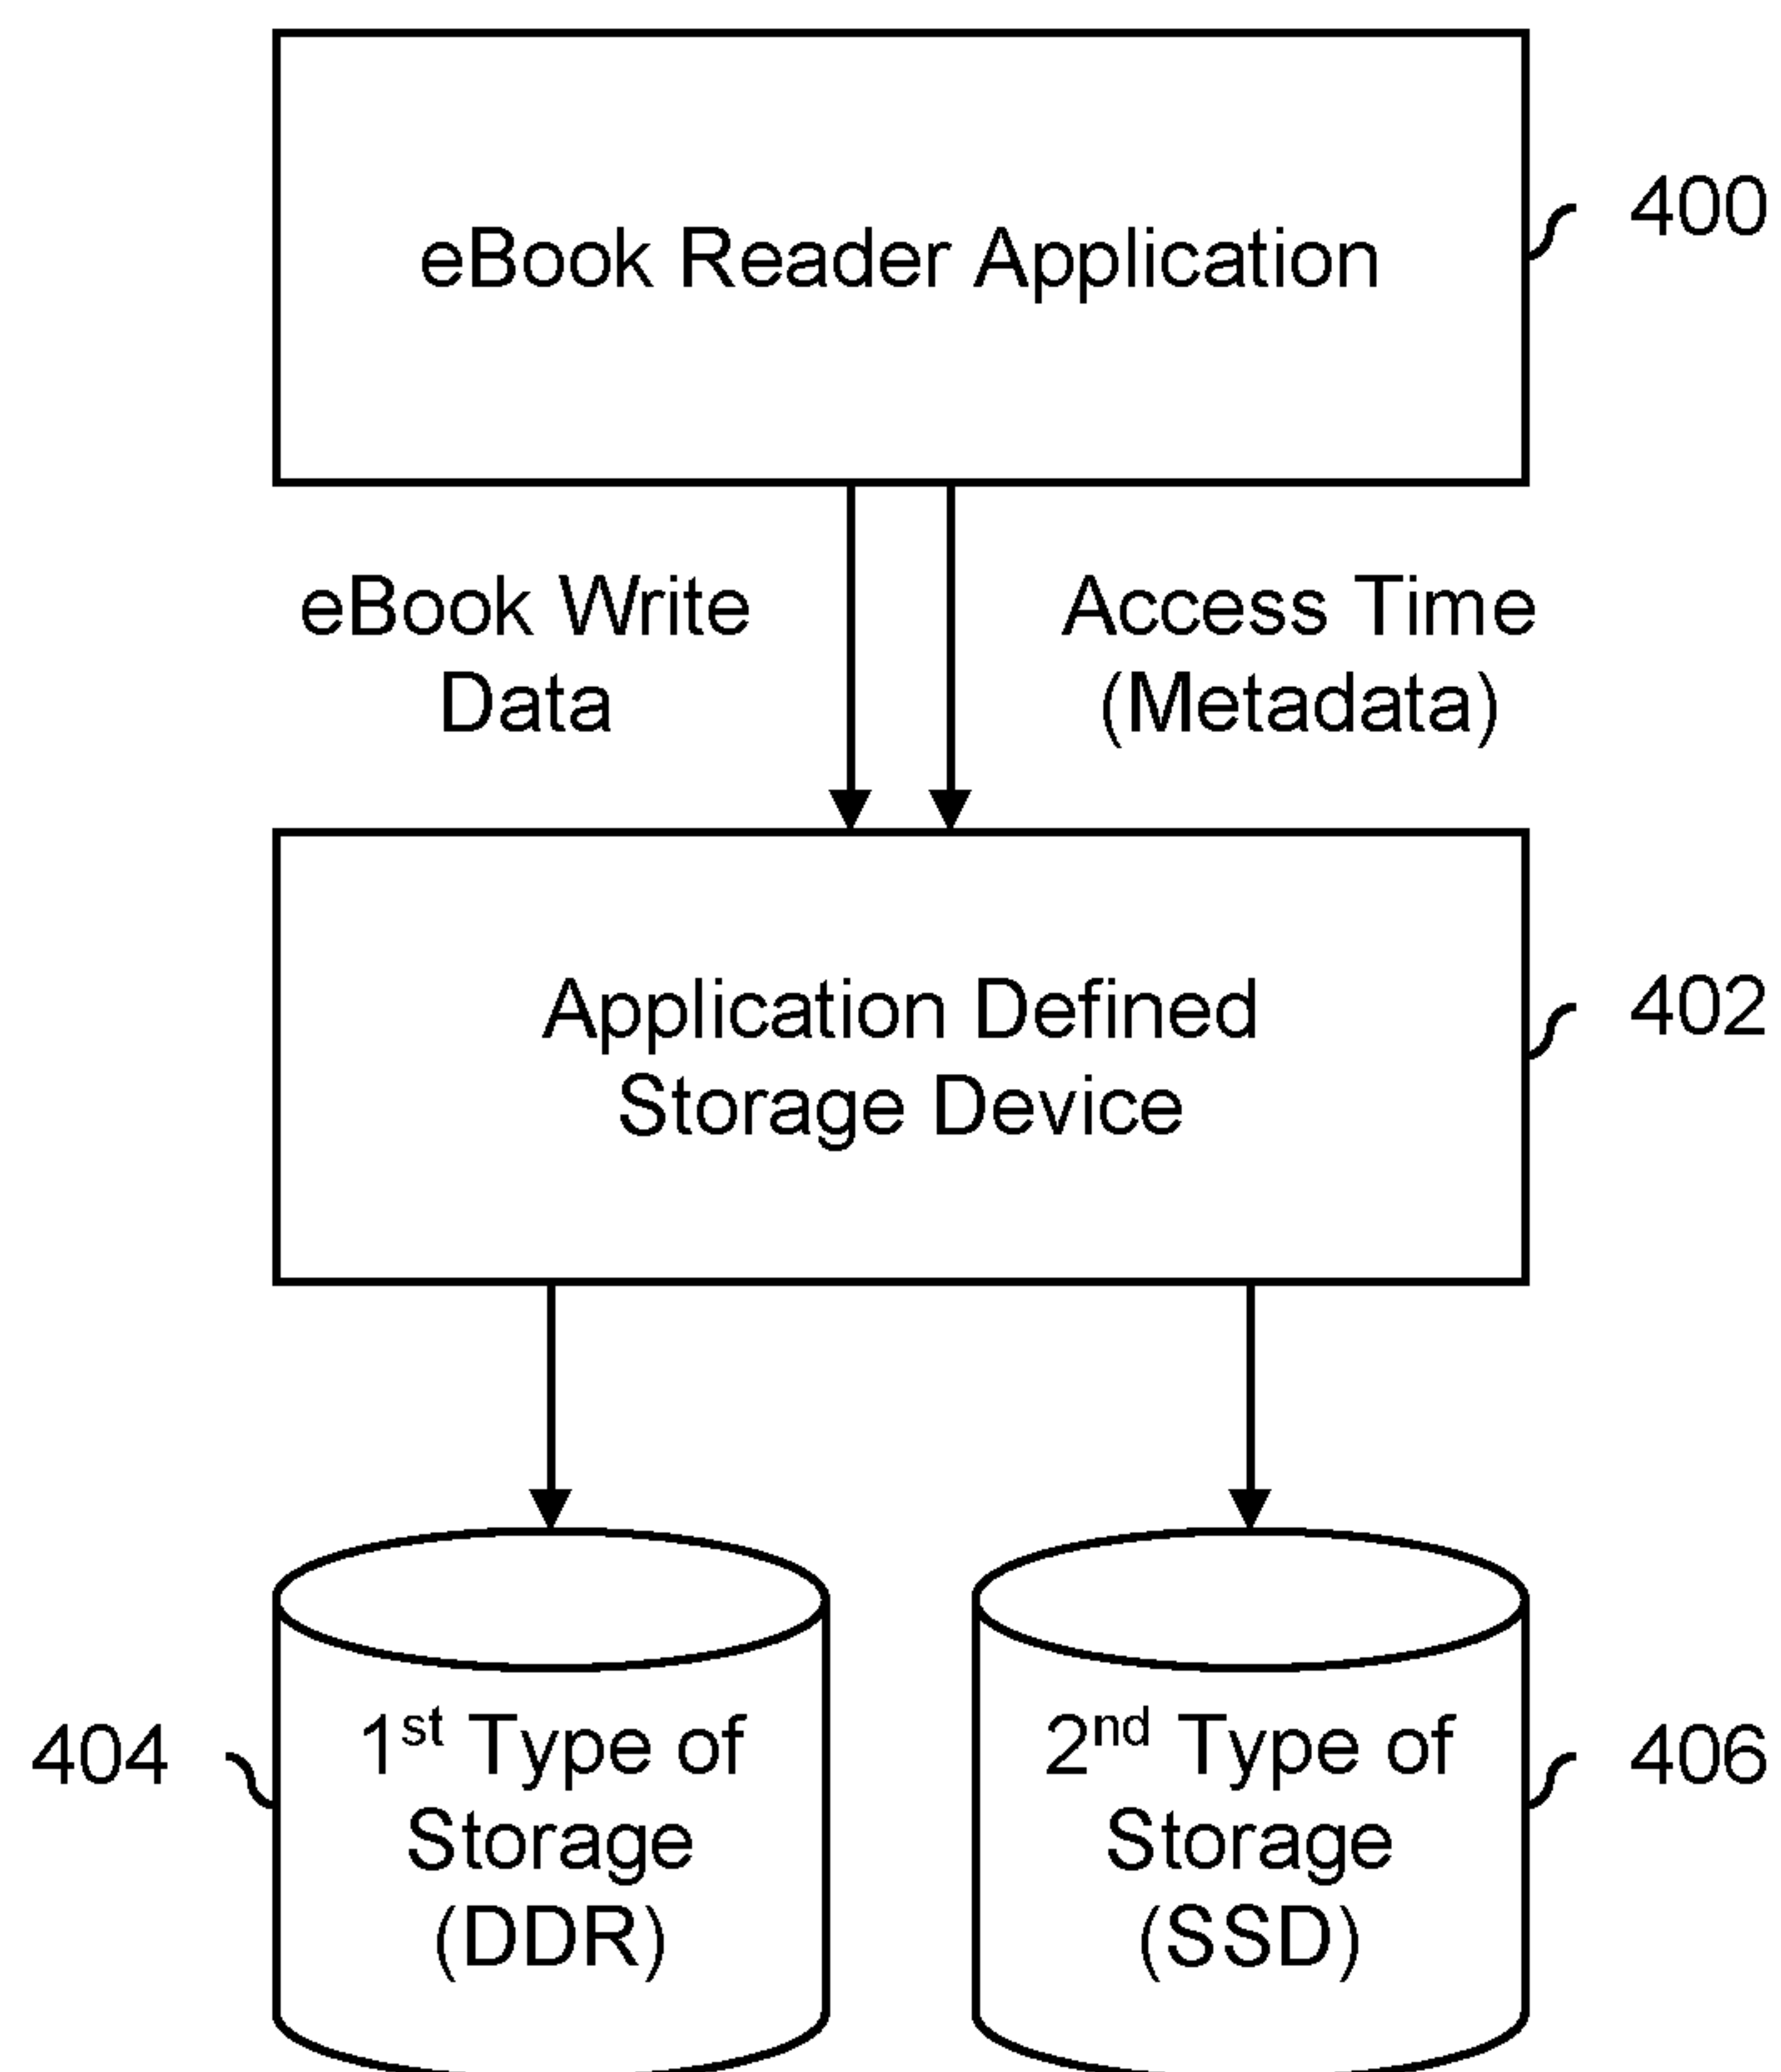 eBook Reader Application
400
eBook Write
Data
Access Time
(Metadata)
Application Defined
Storage Device
402
404
1st Type of
Storage
(DDR)
2nd Type of
Storage
(SSD)
406